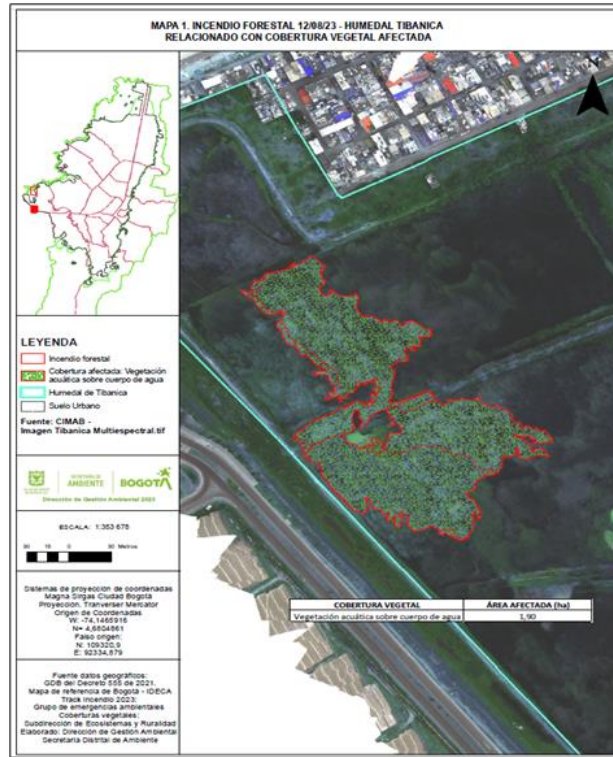 MAPA 1. INCENDIO FORESTAL 12/08/23 - HUMEDAL TIBANICA
RELACIONADO CON COBERTURA VEGETAL AFECTADA
LEYENDA
Incendio forestal
Cobertura afectada: Vegetación
acuática sobre cuerpo de agua
Humedal de Tibanica
Suelo Urbano
Fuente: CIMAB -
Imagen Tibanica Multiespectral.tif
SECRETARÍA DE
AMBIENTE
BOGOTÁ
Dirección de Gestión Ambiental 2023
ESCALA: 1:353 678
0
30 Metros
Sistemas de proyección de coordenadas
Magna Sirgas Ciudad Bogotá
Proyección. Tranverser Mercator
Origen de Coordenadas
W: -74,1465916
N= 4,6804861
Falso origen:
N: 109320,9
E: 92334,879
Fuente datos geográficos:
GDB del Decreto 555 de 2021.
Mapa de referencia de Bogotá - IDECA
Track Incendio 2023:
Grupo de emergencias ambientales
Coberturas vegetales:
Subdirección de Ecosistemas y Ruralidad
Elaborado: Dirección de Gestión Ambiental
Secretaría Distrital de Ambiente
COBERTURA VEGETAL ÁREA AFECTADA (ha)
Vegetación acuática sobre cuerpo de agua 1,90